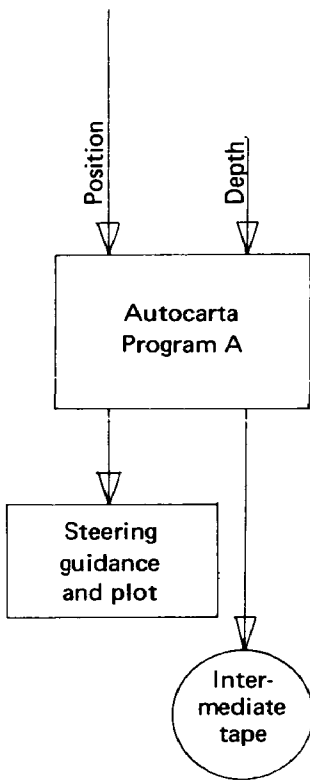 Position
Depth
Autocarta
Program A
Steering
guidance
and plot
Inter-
mediate
tape